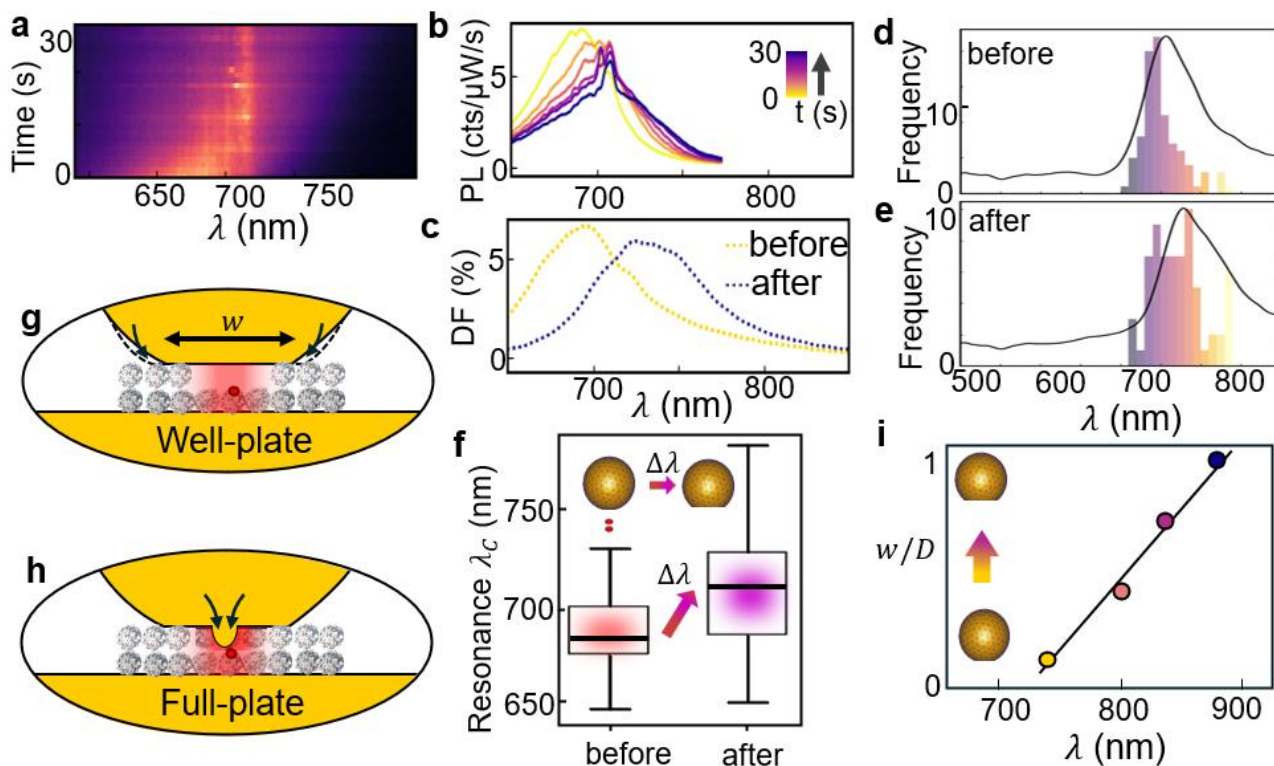 a
Time (s)
30
0
650
700
750
λ (nm)
b
PL (cts/μW/s)
5
0
700
800
30
0
t (s)
c
DF (%)
5
0
before
after
700
800
λ (nm)
d
before
Frequency
10
0
e
after
Frequency
10
0
500
600
700
800
λ (nm)
g
w
Well-plate
h
Full-plate
f
Resonance λ_C (nm)
750
700
650
Δλ
Δλ
before
after
i
1
w/D
0
700
800
900
λ (nm)